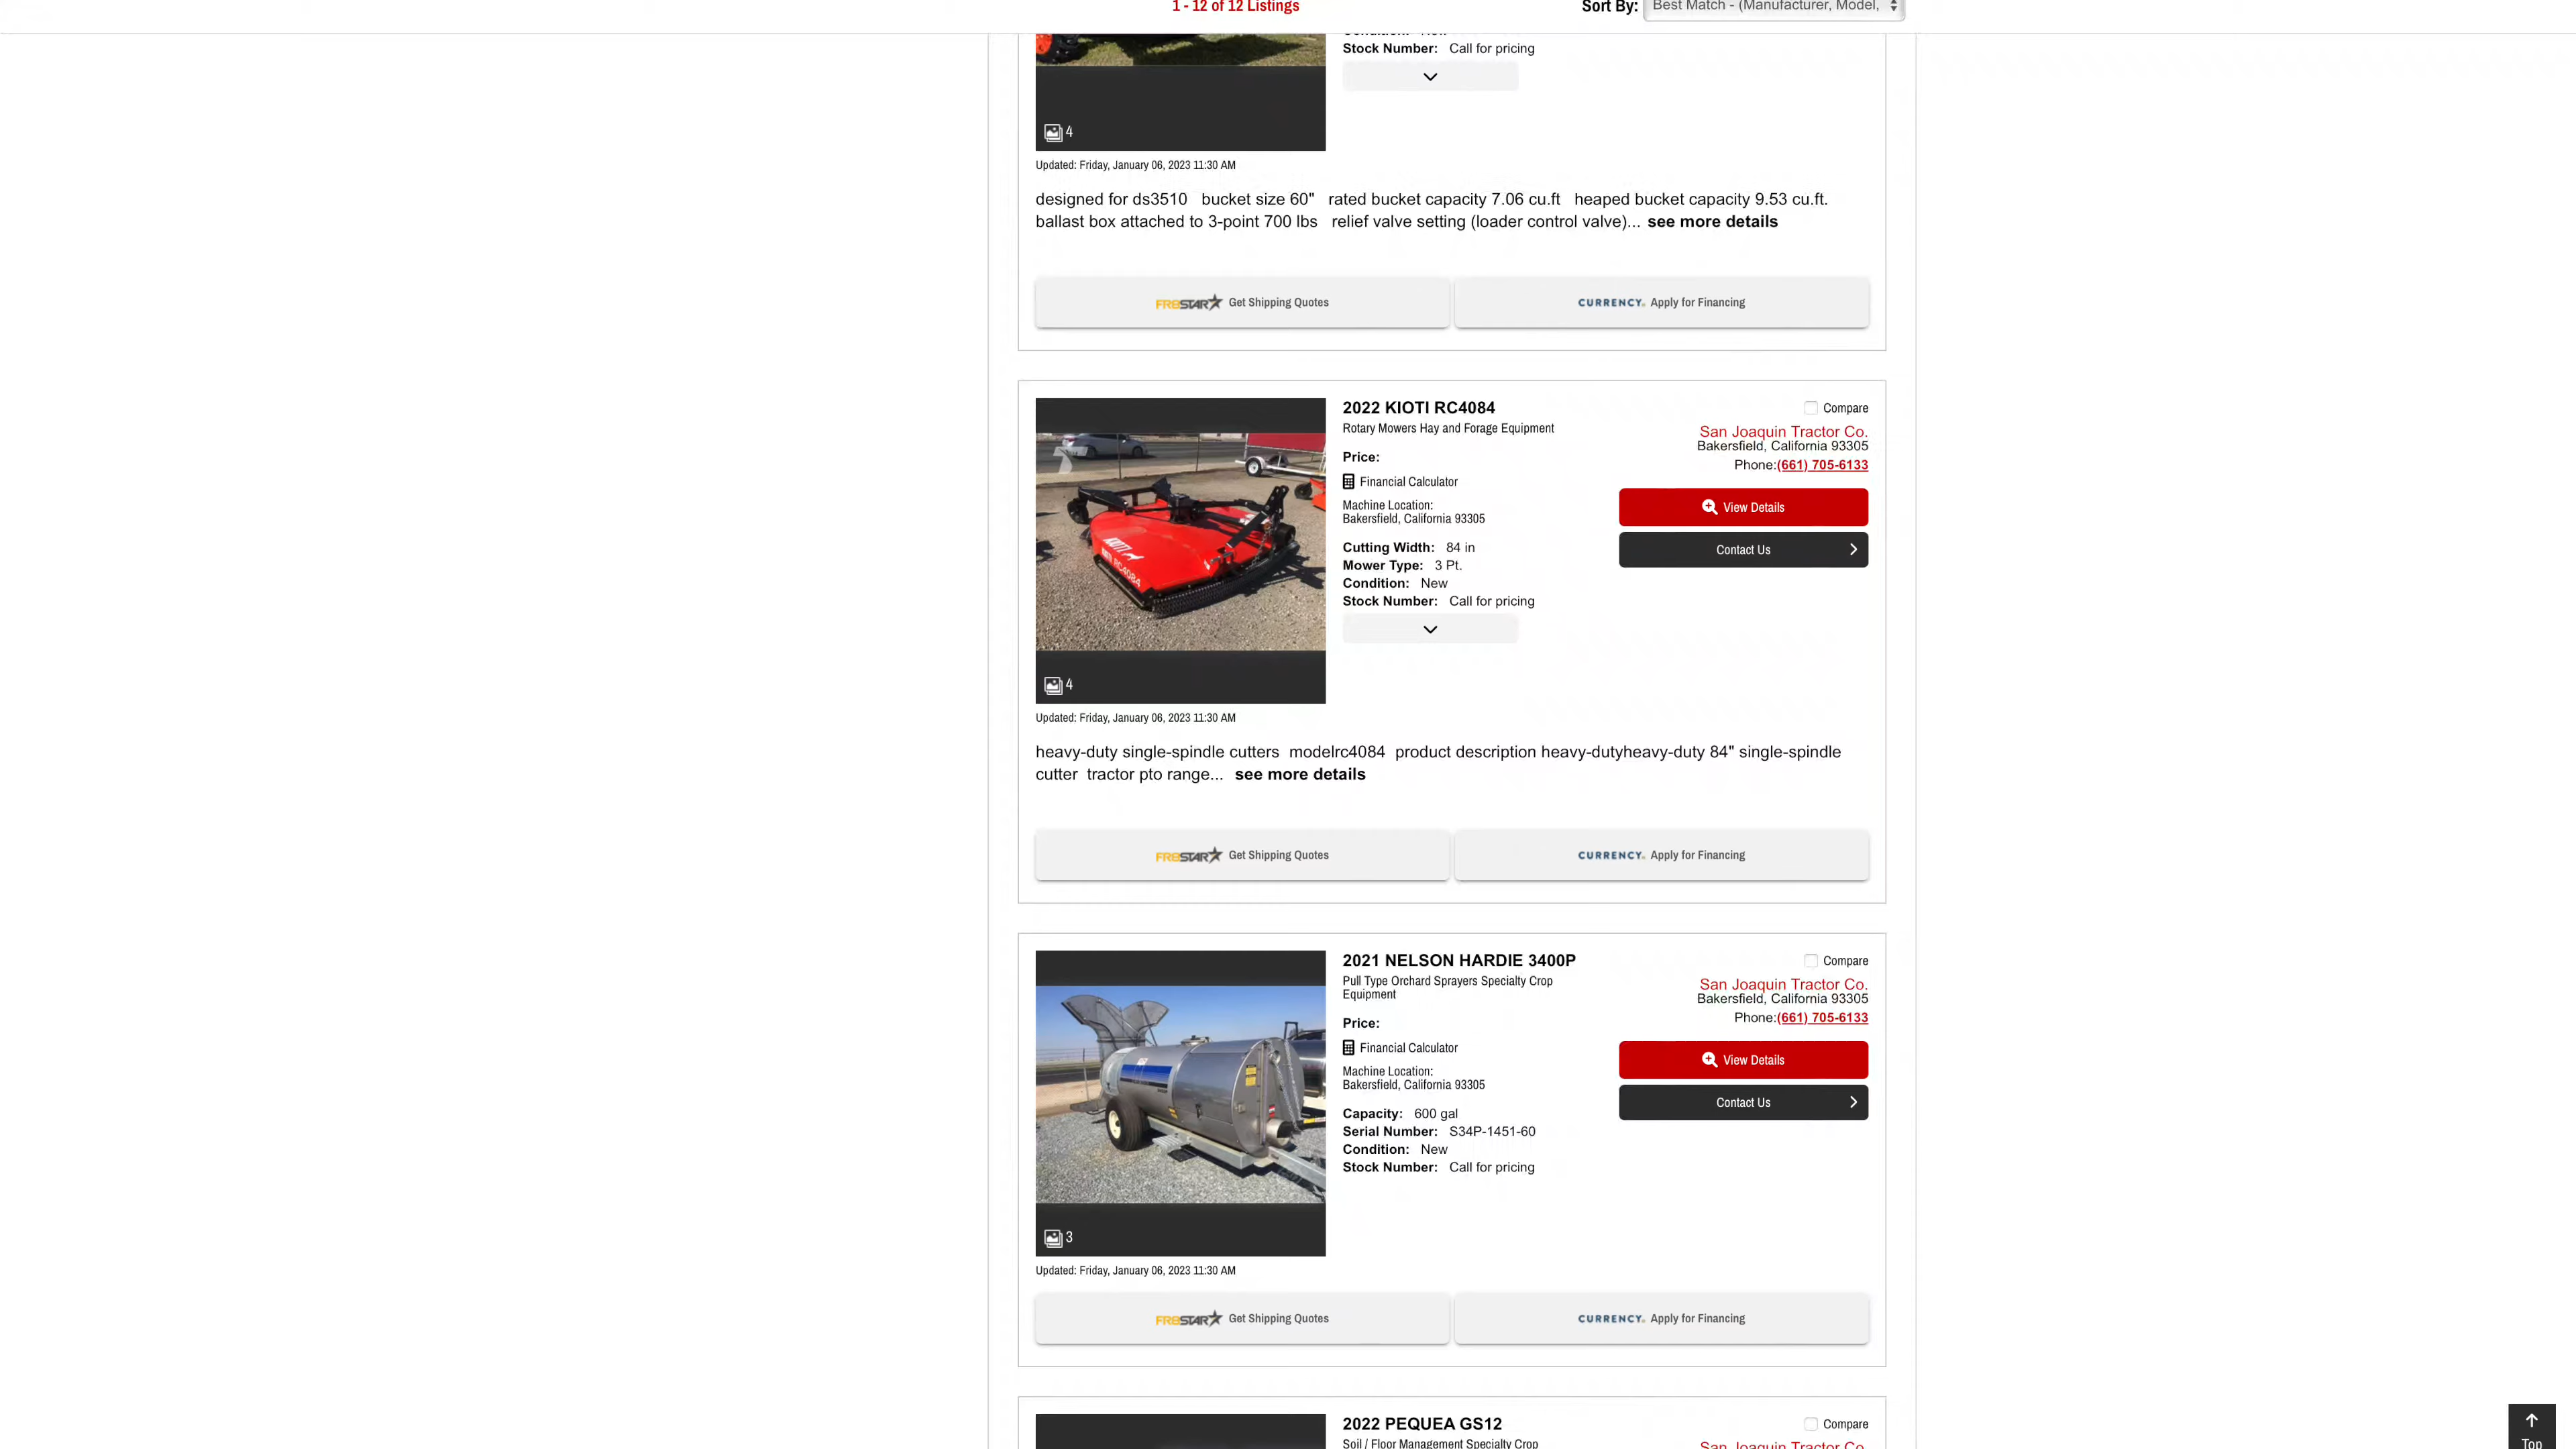 1 - 12 of 12 Listings
Sort By: Best Match - (Manufacturer, Model,
Stock Number: Call for pricing
4
Updated: Friday, January 06, 2023 11:30 AM
designed for ds3510 bucket size 60" rated bucket capacity 7.06 cu.ft heaped bucket capacity 9.53 cu.ft.
ballast box attached to 3-point 700 lbs relief valve setting (loader control valve)... see more details
FR8STAR Get Shipping Quotes
CURRENCY. Apply for Financing
2022 KIOTI RC4084
Rotary Mowers Hay and Forage Equipment
Price:
Financial Calculator
Machine Location:
Bakersfield, California 93305
Cutting Width: 84 in
Mower Type: 3 Pt.
Condition: New
Stock Number: Call for pricing
Compare
San Joaquin Tractor Co.
Bakersfield, California 93305
Phone:(661) 705-6133
View Details
Contact Us
KIOTI
RC4084
4
Updated: Friday, January 06, 2023 11:30 AM
heavy-duty single-spindle cutters modelrc4084 product description heavy-dutyheavy-duty 84" single-spindle
cutter tractor pto range... see more details
FR8STAR Get Shipping Quotes
CURRENCY. Apply for Financing
2021 NELSON HARDIE 3400P
Pull Type Orchard Sprayers Specialty Crop
Equipment
Price:
Financial Calculator
Machine Location:
Bakersfield, California 93305
Capacity: 600 gal
Serial Number: S34P-1451-60
Condition: New
Stock Number: Call for pricing
Compare
San Joaquin Tractor Co.
Bakersfield, California 93305
Phone:(661) 705-6133
View Details
Contact Us
3
Updated: Friday, January 06, 2023 11:30 AM
FR8STAR Get Shipping Quotes
CURRENCY. Apply for Financing
2022 PEQUEA GS12
Soil / Floor Management Specialty Crop
Compare
San Joaquin Tractor Co.
Top